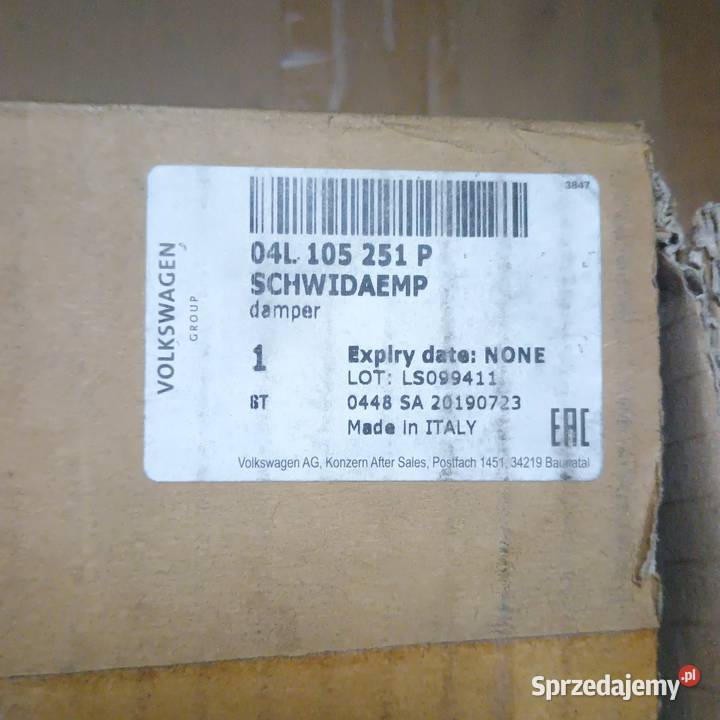 3847
VOLKSWAGEN
GROUP
04L 105 251 P
SCHWIDAEMP
damper
1
Expiry date: NONE
LOT: LS099411
ST
0448 SA 20190723
Made in ITALY
EAC
Volkswagen AG, Konzern After Sales, Postfach 1451, 34219 Baunatal
Sprzedajemy.pl